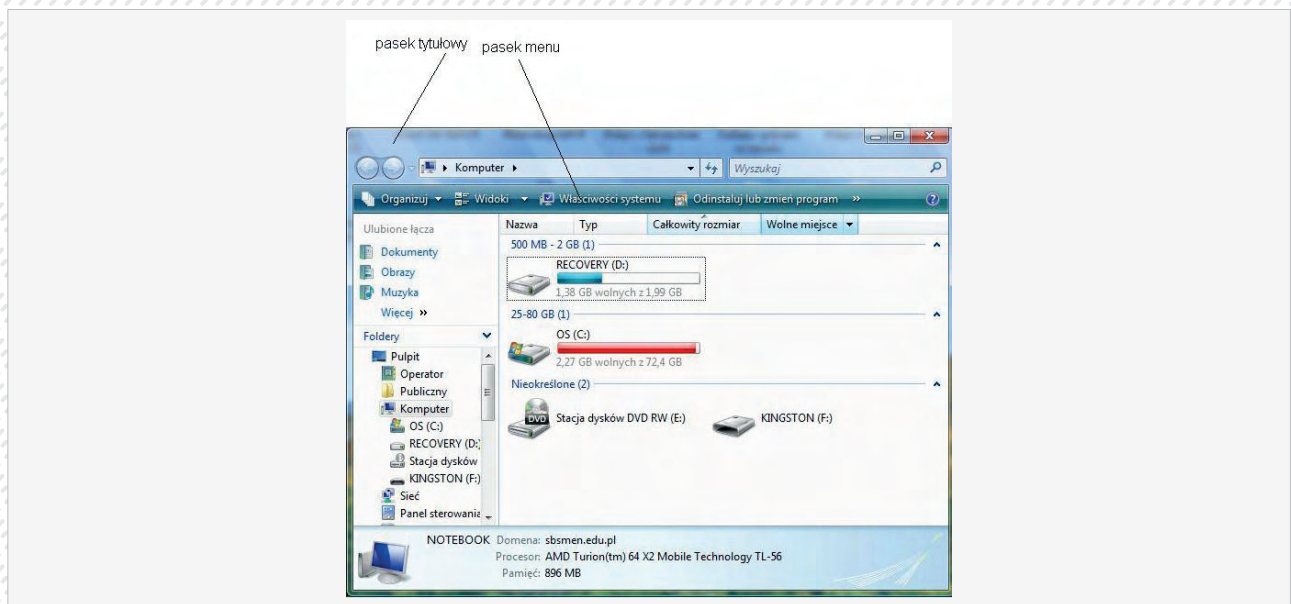 pasek tytułowy pasek menu
Komputer
Wyszukaj
Organizuj Widoki Właściwości systemu Odinstaluj lub zmień program »
Ulubione łącza
Dokumenty
Obrazy
Muzyka
Więcej »
Foldery
Pulpit
Operator
Publiczny
Komputer
OS (C:)
RECOVERY (D:)
Stacja dysków
KINGSTON (F:)
Sieć
Panel sterowania
Nazwa Typ Całkowity rozmiar Wolne miejsce
500 MB - 2 GB (1)
RECOVERY (D:)
1,38 GB wolnych z 1,99 GB
25-80 GB (1)
OS (C:)
2,27 GB wolnych z 72,4 GB
Nieokreślone (2)
DVD
Stacja dysków DVD RW (E:) KINGSTON (F:)
NOTEBOOK Domena: sbsmen.edu.pl
Procesor: AMD Turion(tm) 64 X2 Mobile Technology TL-56
Pamięć: 896 MB